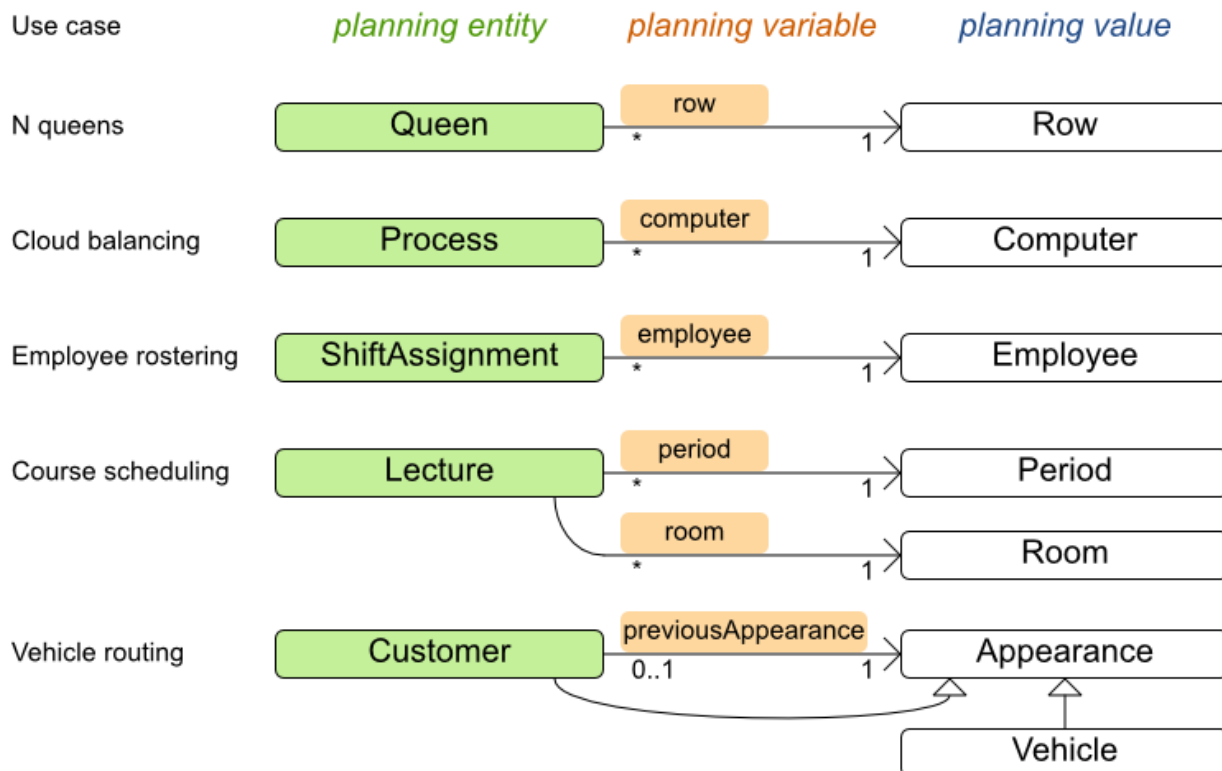 Use case planning entity planning variable planning value
N queens Queen row Row
* 1
Cloud balancing Process computer Computer
* 1
Employee rostering ShiftAssignment employee Employee
* 1
Course scheduling Lecture period Period
* 1
room Room
* 1
Vehicle routing Customer previousAppearance Appearance
0..1 1
Vehicle